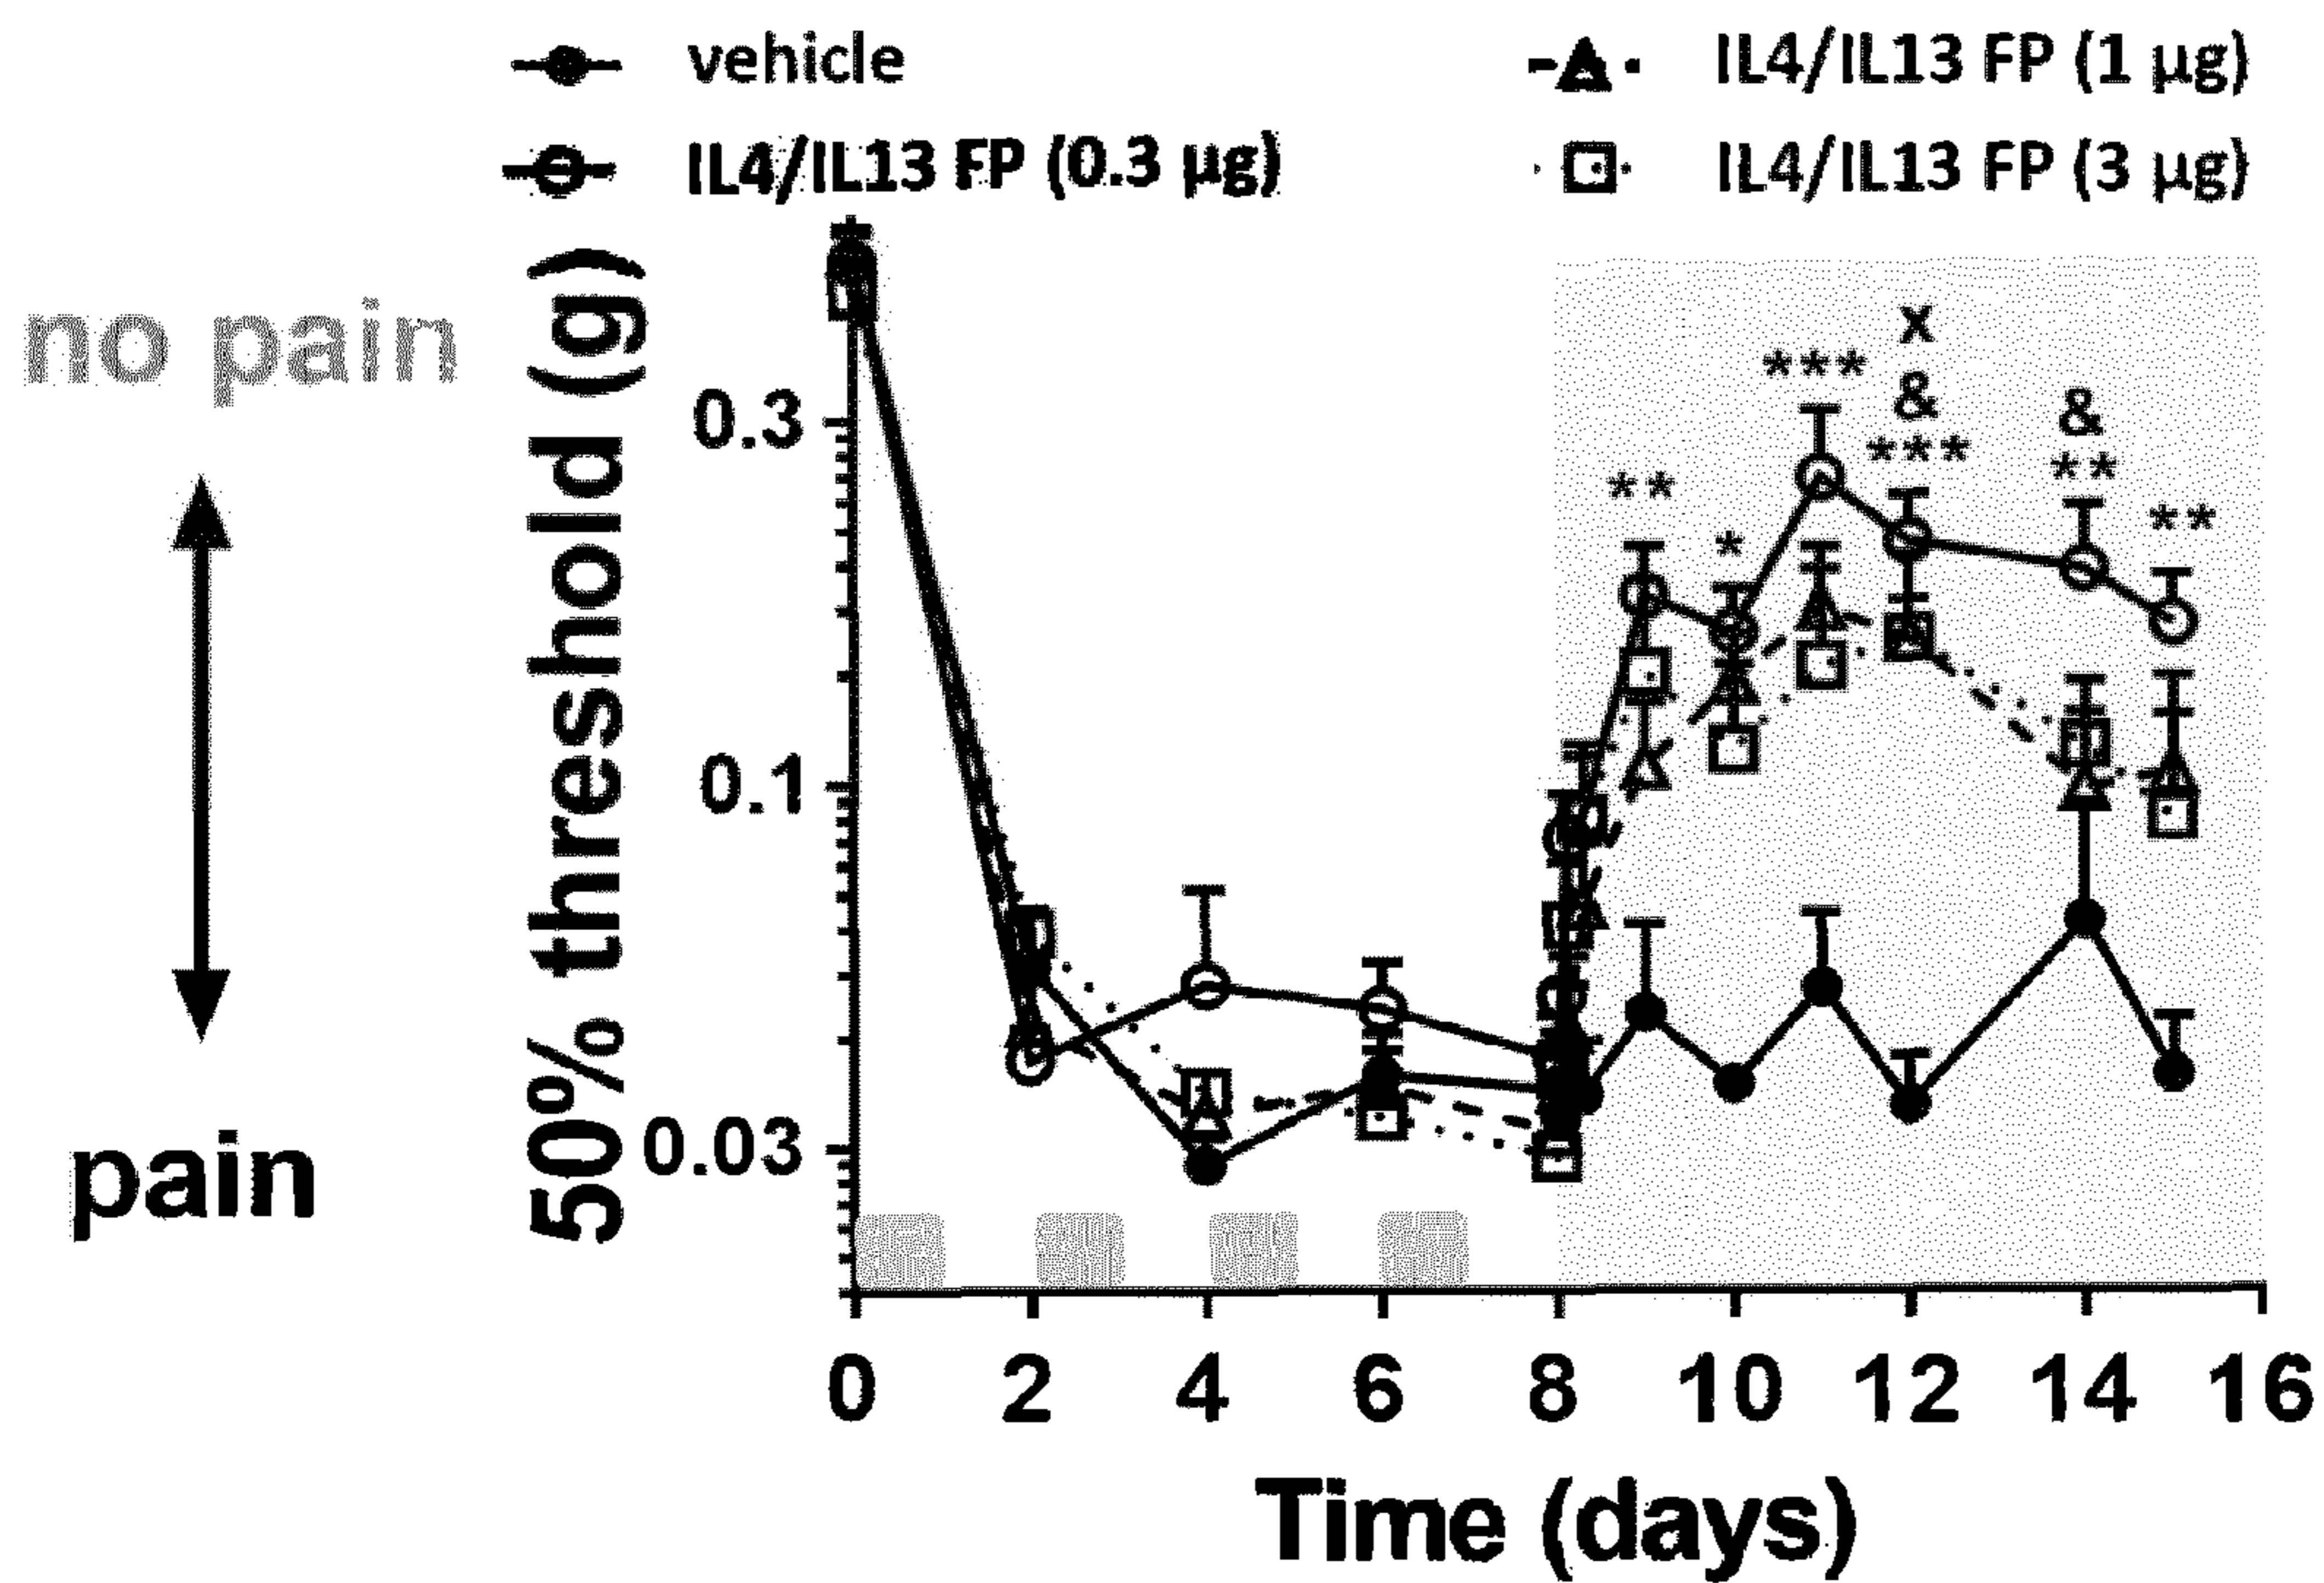 vehicle
IL4/IL13 FP (0.3 µg)
IL4/IL13 FP (1 µg)
IL4/IL13 FP (3 µg)
no pain
pain
50% threshold (g)
0.3
0.1
0.03
**
*
***
x
&
***
&
**
**
0 2 4 6 8 10 12 14 16
Time (days)